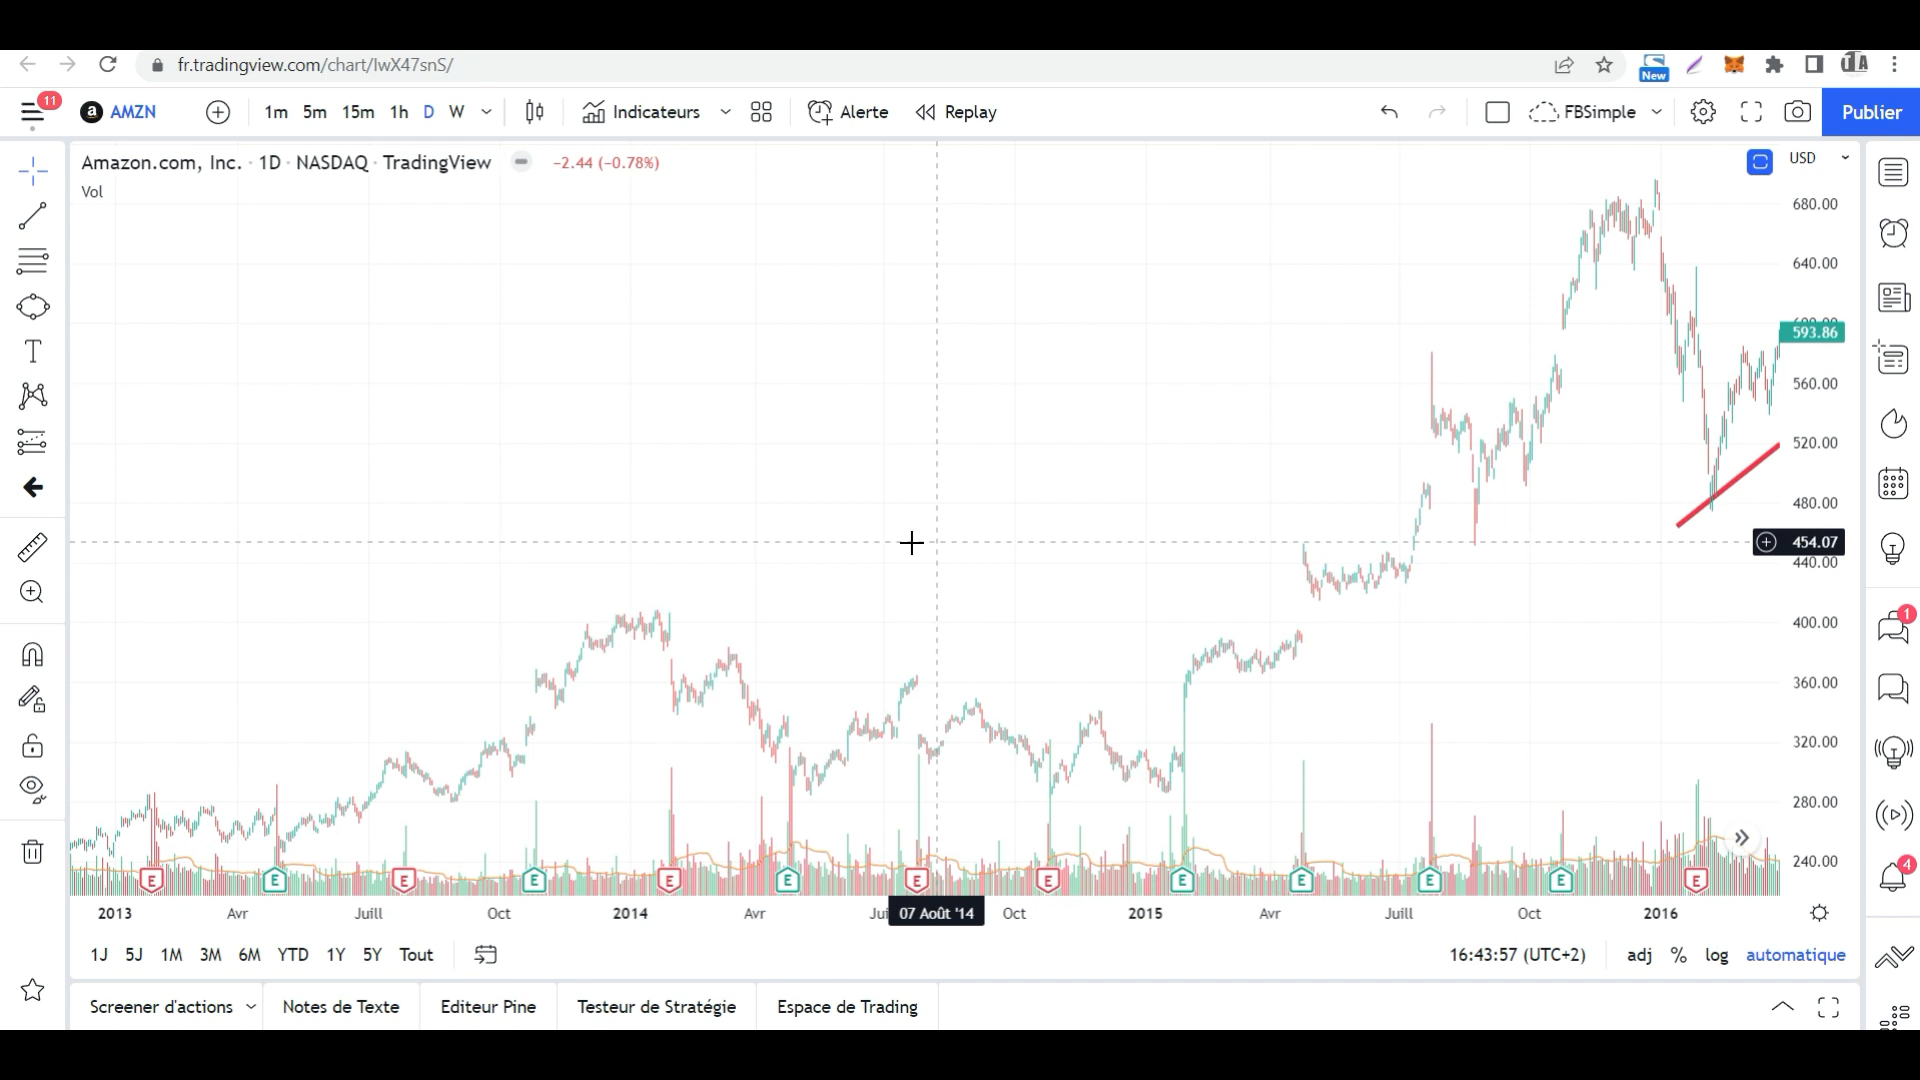 fr.tradingview.com/chart/IwX47snS/
New
11
AMZN
1m 5m 15m 1h D W
Indicateurs
Alerte
Replay
FBSimple
Publier
Amazon.com, Inc. · 1D · NASDAQ · TradingView
−2.44 (−0.78%)
USD
Vol
680.00
640.00
593.86
560.00
520.00
480.00
454.07
440.00
400.00
360.00
320.00
280.00
240.00
1
4
E E E E E E E E E E E E E
2013 Avr Juill Oct 2014 Avr 07 Août '14 Oct 2015 Avr Juill Oct 2016
1J 5J 1M 3M 6M YTD 1Y 5Y Tout
16:43:57 (UTC+2)
adj % log automatique
Screener d'actions
Notes de Texte
Editeur Pine
Testeur de Stratégie
Espace de Trading